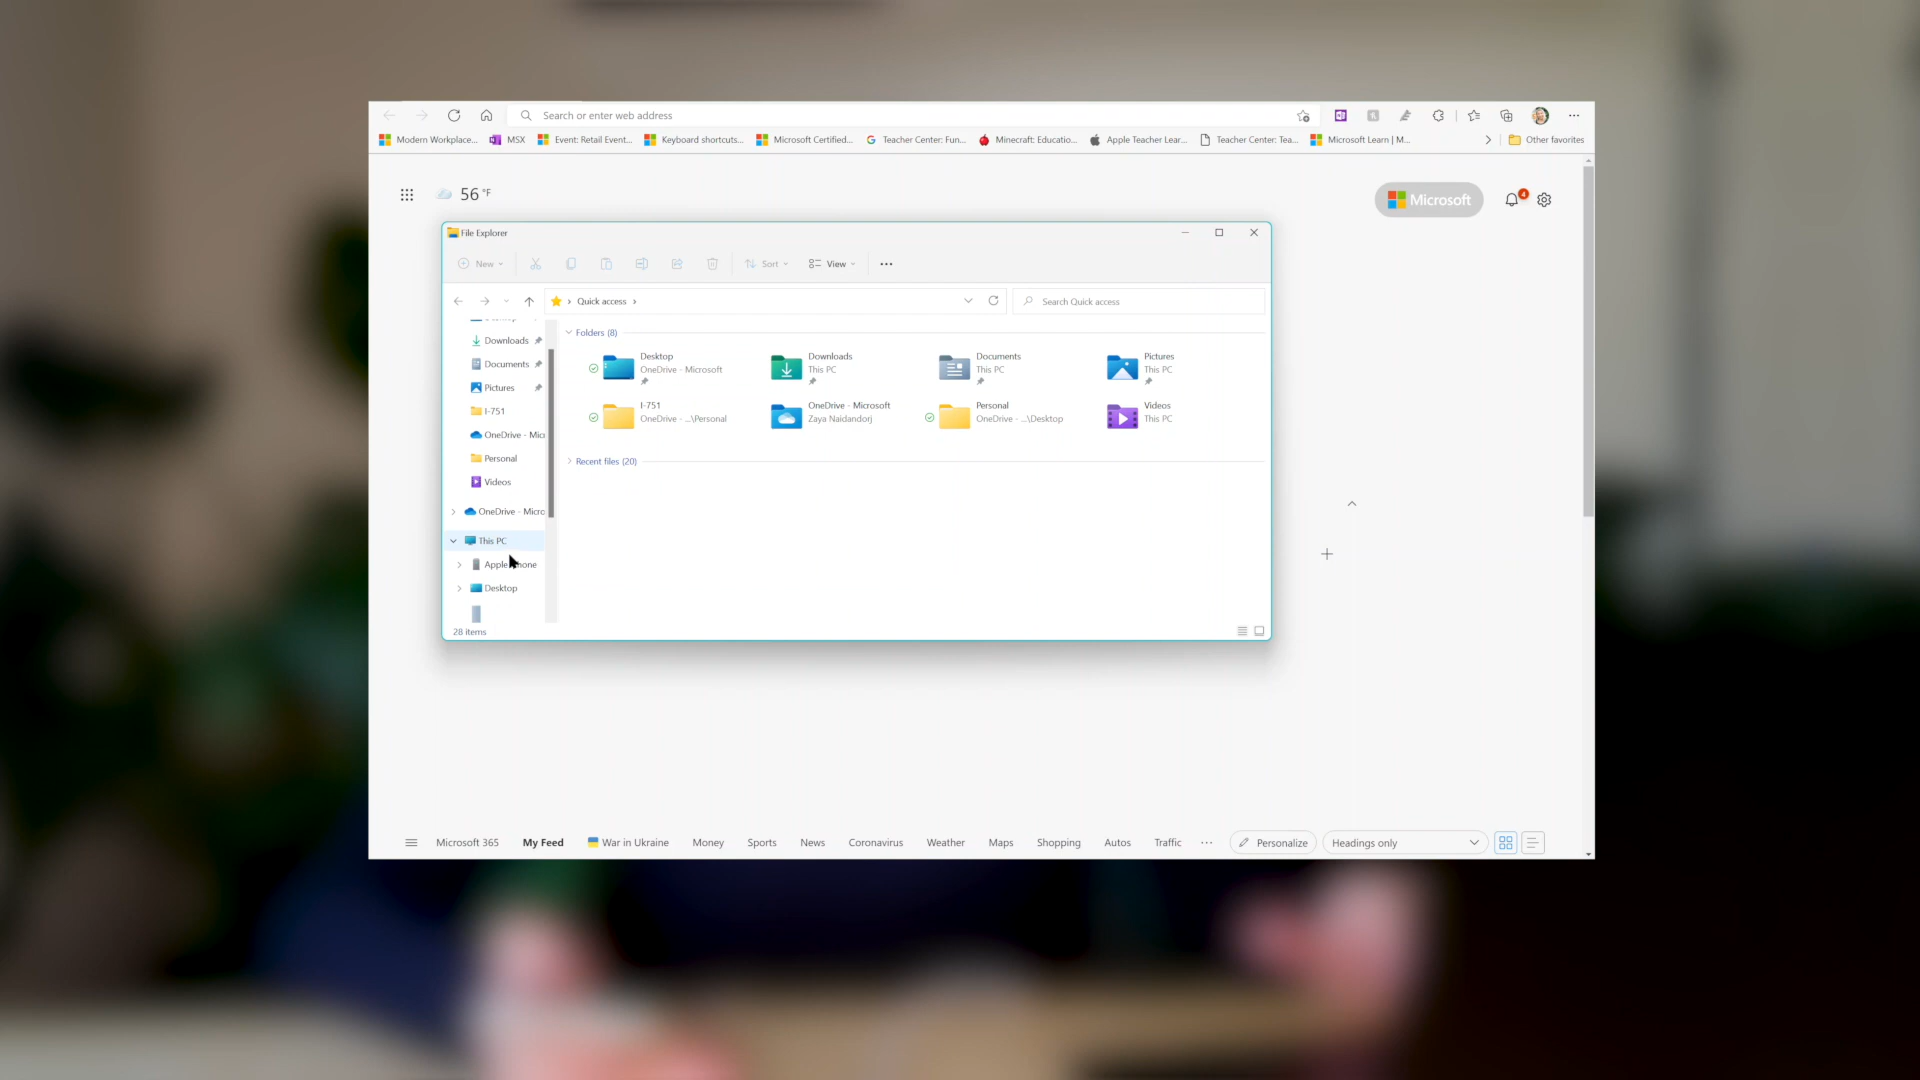 Search or enter web address
Modern Workplace... MSX Event: Retail Event... Keyboard shortcuts... Microsoft Certified... Teacher Center: Fun... Minecraft: Educatio... Apple Teacher Lear... Teacher Center: Tea... Microsoft Learn | M... Other favorites
56 °F
Microsoft
4
File Explorer
New Sort View
Quick access
Search Quick access
Downloads
Documents
Pictures
I-751
OneDrive - Micr
Personal
Videos
OneDrive - Micro
This PC
Desktop
28 items
Folders (8)
Desktop
OneDrive - Microsoft
Downloads
This PC
Documents
This PC
Pictures
This PC
I-751
OneDrive - ...\Personal
OneDrive - Microsoft
Zaya Naidandorj
Personal
OneDrive - ...\Desktop
Videos
This PC
Recent files (20)
Microsoft 365 My Feed War in Ukraine Money Sports News Coronavirus Weather Maps Shopping Autos Traffic Personalize Headings only